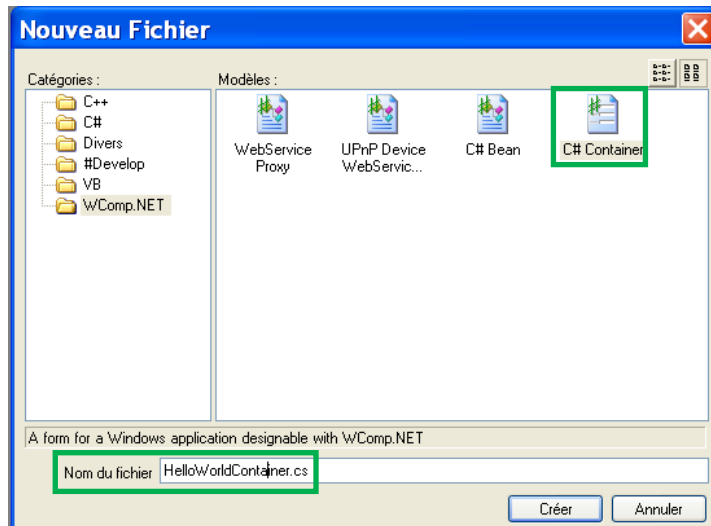 Nouveau Fichier
Catégories :
Modèles :
C++
C#
Divers
#Develop
VB
WComp.NET
WebService
Proxy
UPnP Device
WebServic...
C# Bean
C# Container
A form for a Windows application designable with WComp.NET
Nom du fichier
HelloWorldContainer.cs
Créer
Annuler